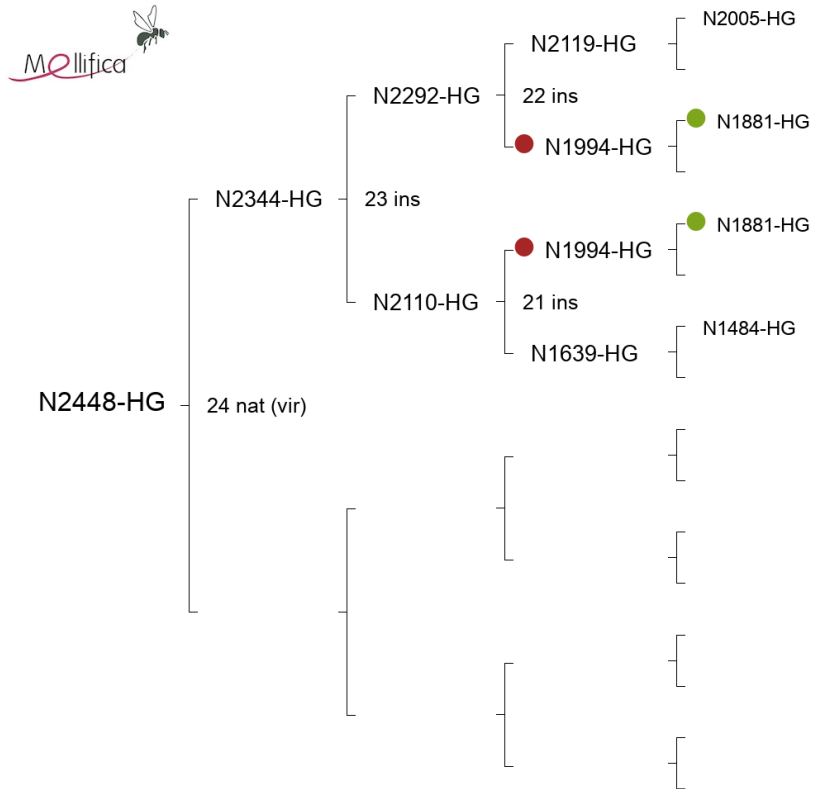 Mellifica
N2005-HG
N2119-HG
N2292-HG
22 ins
N1881-HG
N1994-HG
N2344-HG
23 ins
N1881-HG
N1994-HG
N2110-HG
21 ins
N1484-HG
N1639-HG
N2448-HG
24 nat (vir)